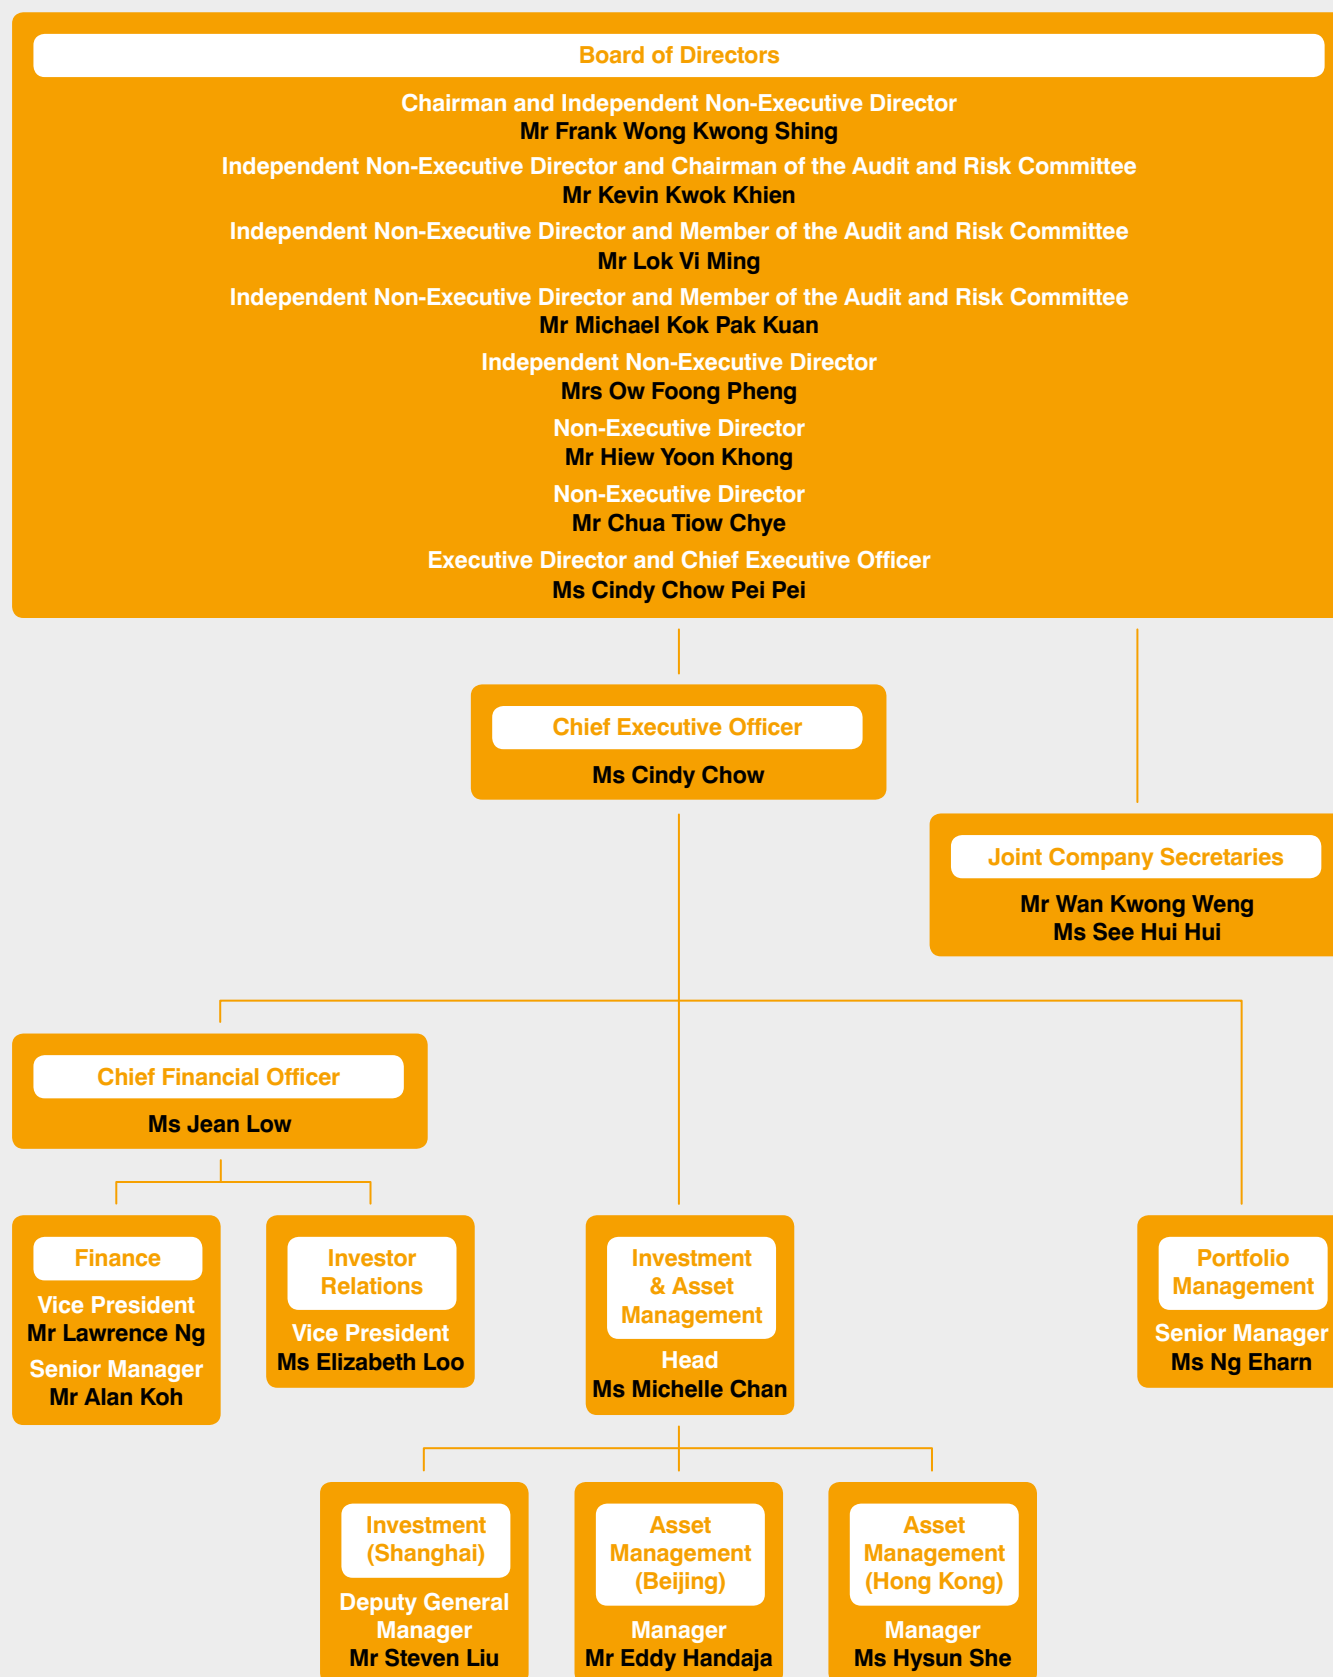 Board of Directors
Chairman and Independent Non-Executive Director
Mr Frank Wong Kwong Shing
Independent Non-Executive Director and Chairman of the Audit and Risk Committee
Mr Kevin Kwok Khien
Independent Non-Executive Director and Member of the Audit and Risk Committee
Mr Lok Vi Ming
Independent Non-Executive Director and Member of the Audit and Risk Committee
Mr Michael Kok Pak Kuan
Independent Non-Executive Director
Mrs Ow Foong Pheng
Non-Executive Director
Mr Hiew Yoon Khong
Non-Executive Director
Mr Chua Tiow Chye
Executive Director and Chief Executive Officer
Ms Cindy Chow Pei Pei
Chief Executive Officer
Ms Cindy Chow
Joint Company Secretaries
Mr Wan Kwong Weng
Ms See Hui Hui
Chief Financial Officer
Ms Jean Low
Finance
Vice President
Mr Lawrence Ng
Senior Manager
Mr Alan Koh
Investor
Relations
Vice President
Ms Elizabeth Loo
Investment
& Asset
Management
Head
Ms Michelle Chan
Portfolio
Management
Senior Manager
Ms Ng Eharn
Investment
(Shanghai)
Deputy General
Manager
Mr Steven Liu
Asset
Management
(Beijing)
Manager
Mr Eddy Handaja
Asset
Management
(Hong Kong)
Manager
Ms Hysun She